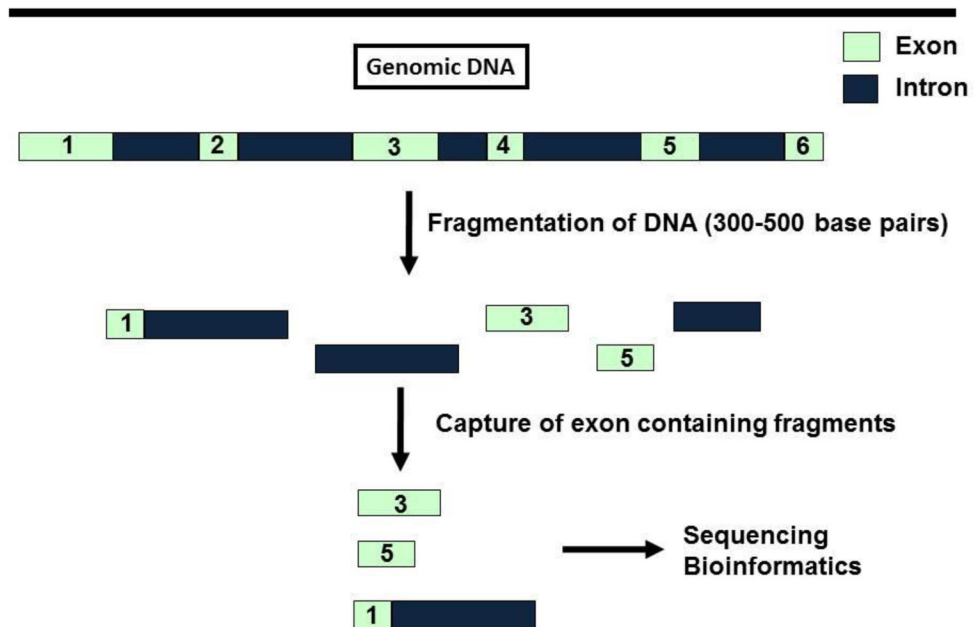 Genomic DNA
Exon
Intron
1 2 3 4 5 6
Fragmentation of DNA (300-500 base pairs)
1 3
5
Capture of exon containing fragments
3
5
1
Sequencing
Bioinformatics